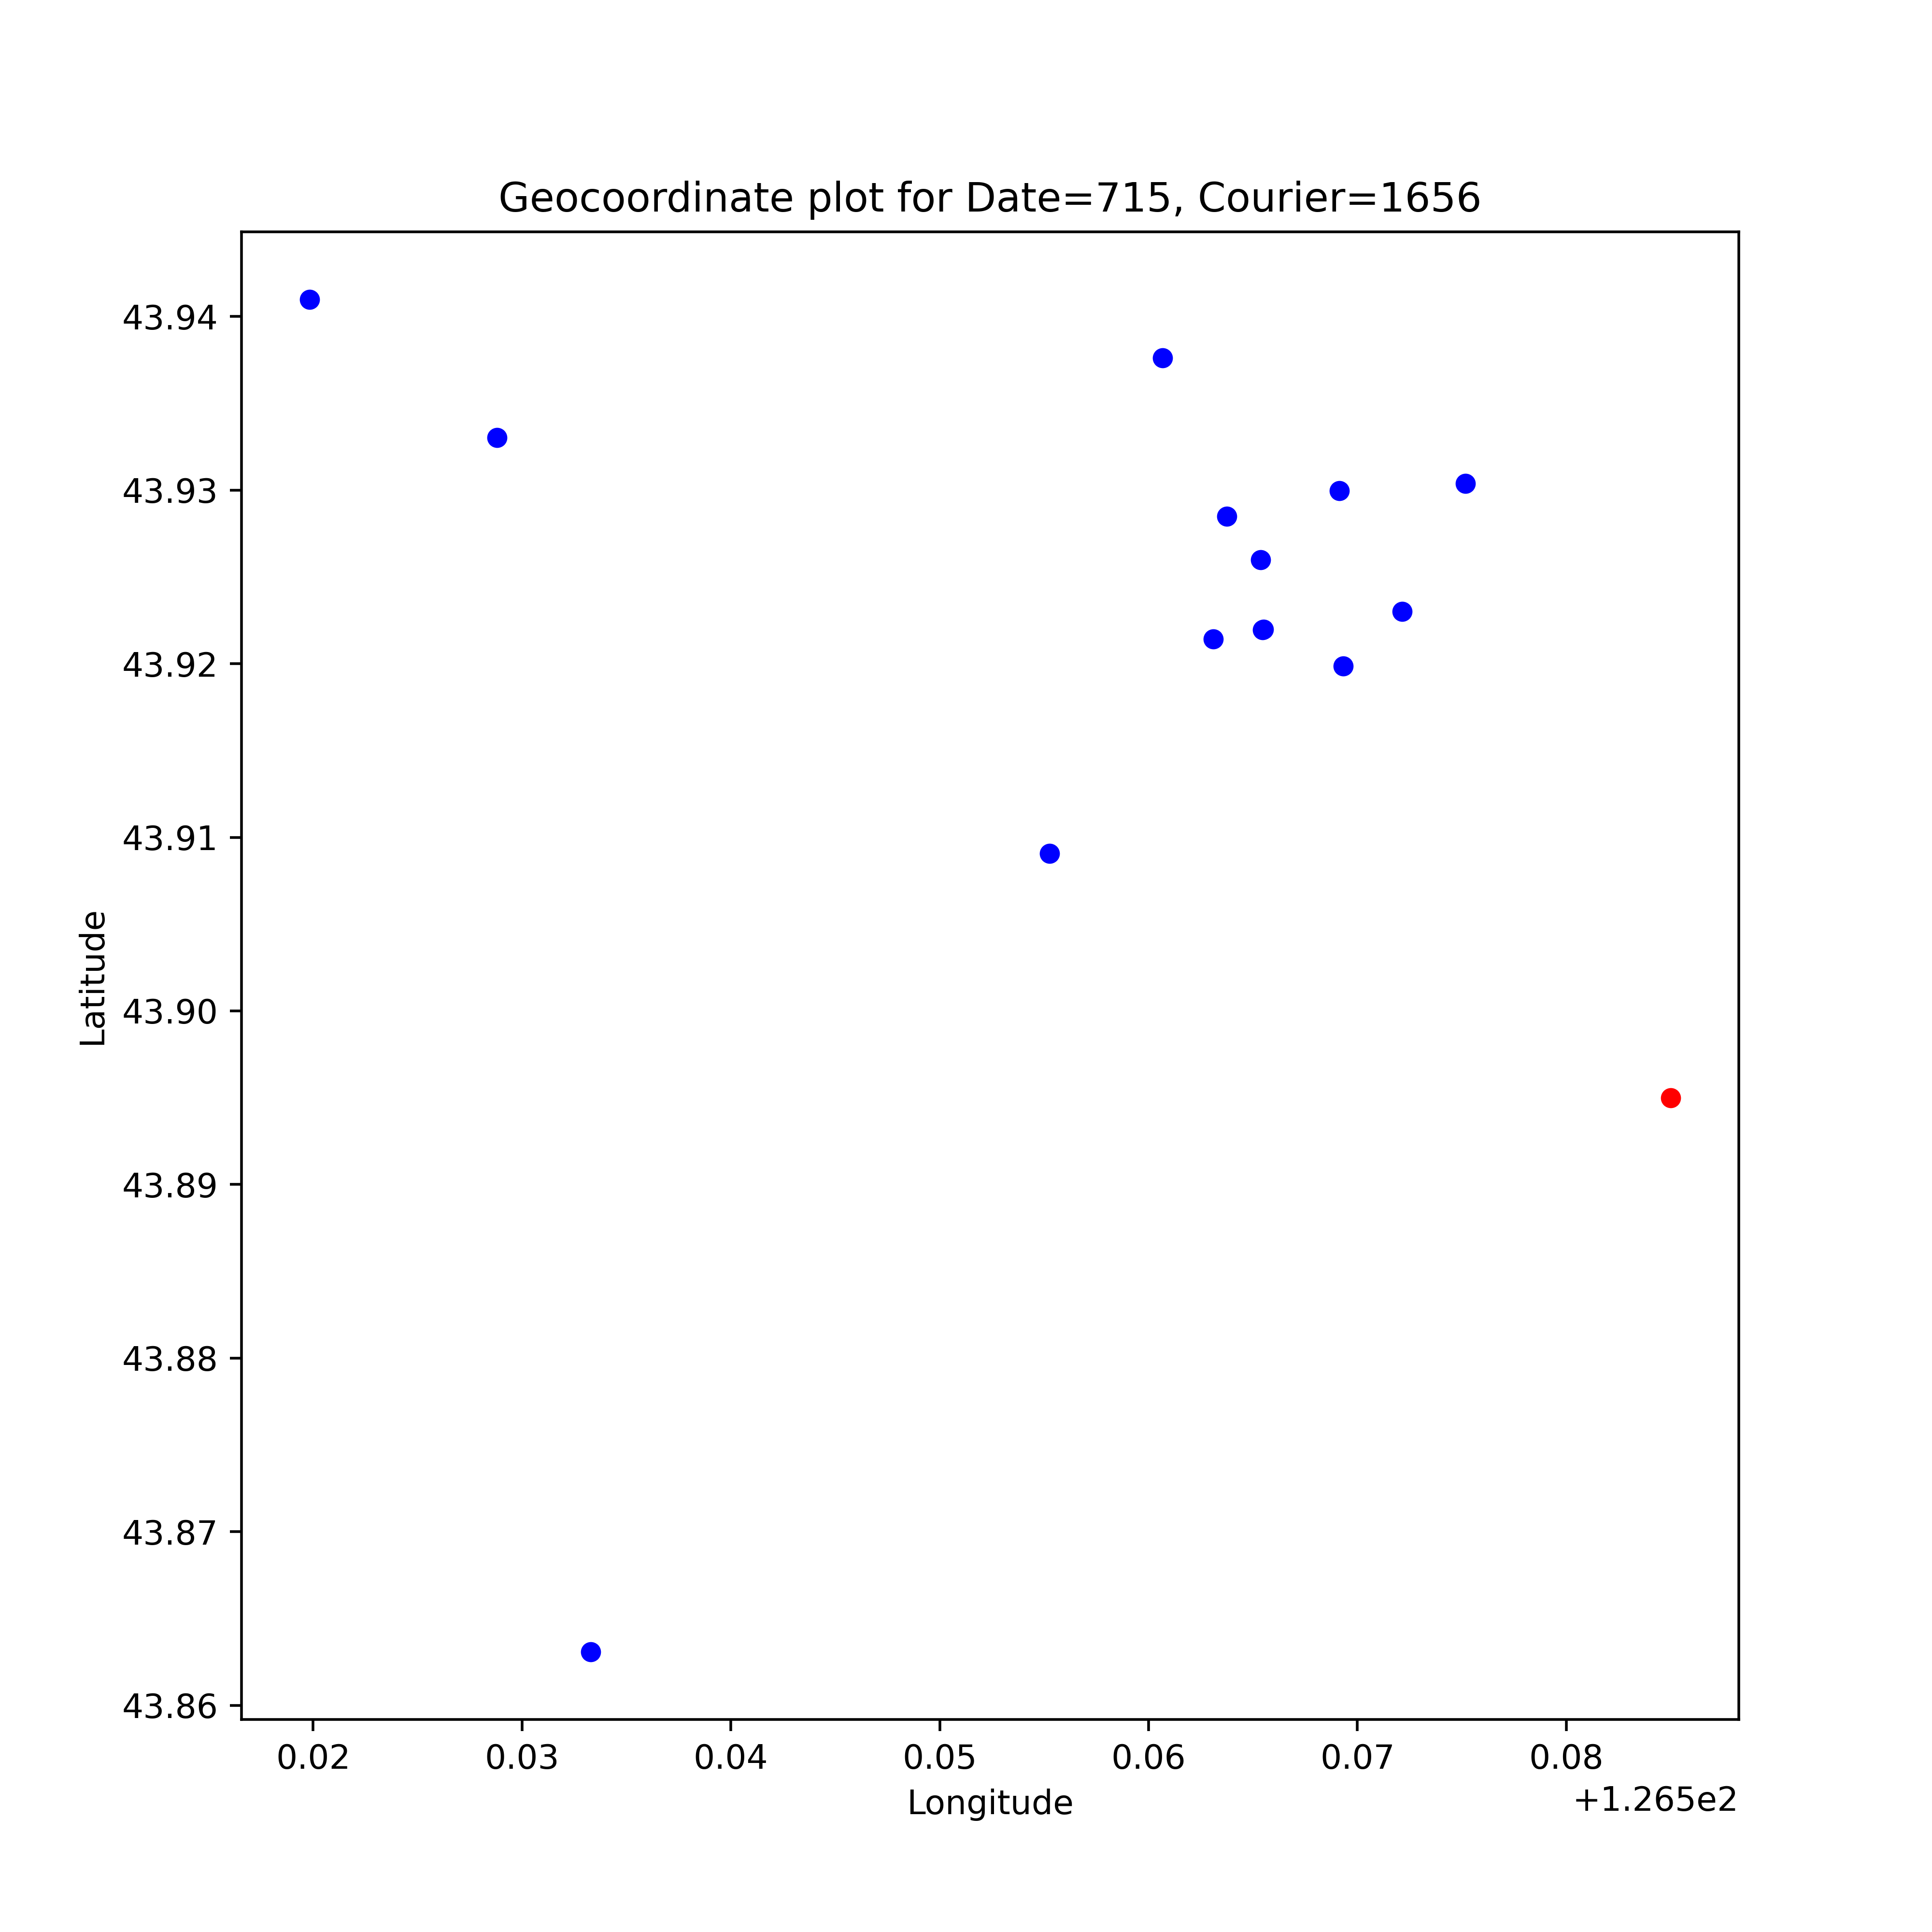 Geocoordinate plot for Date=715, Courier=1656
43.94
43.93
43.92
43.91
43.90
43.89
43.88
43.87
43.86
Latitude
0.02 0.03 0.04 0.05 0.06 0.07 0.08
+1.265e2
Longitude